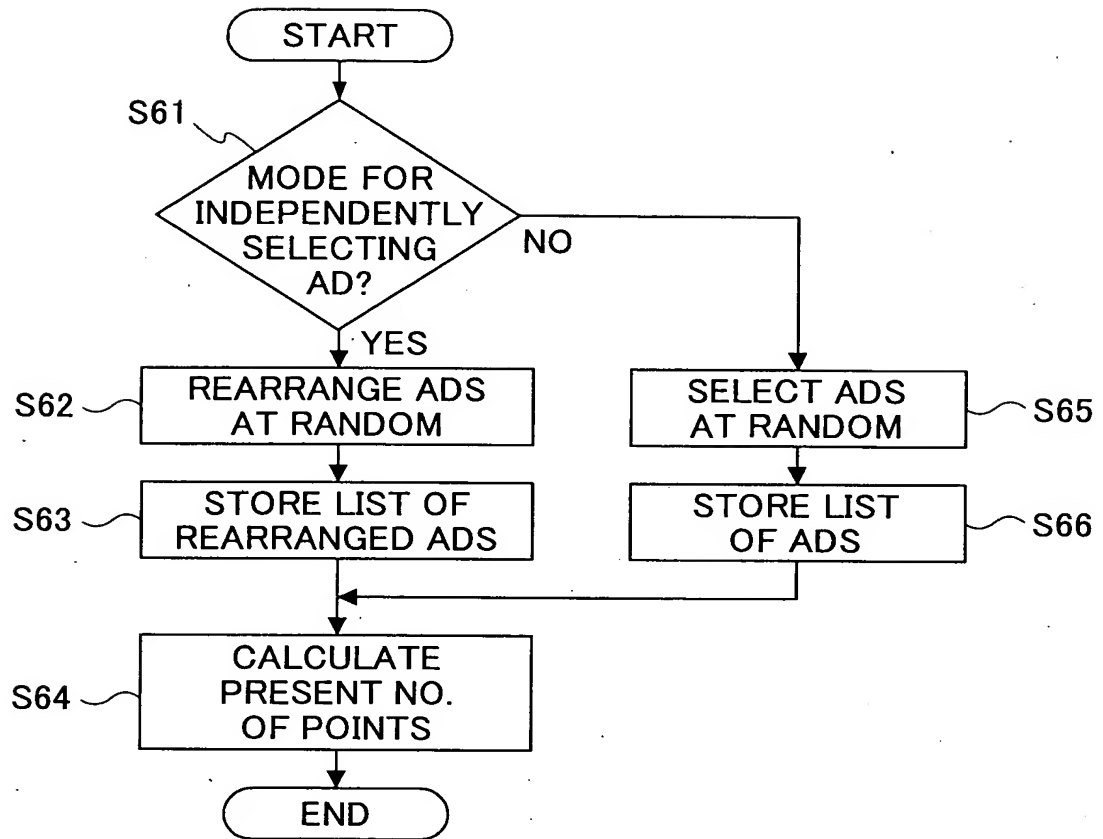 START
S61
MODE FOR
INDEPENDENTLY
SELECTING
AD?
NO
YES
S62
REARRANGE ADS
AT RANDOM
SELECT ADS
AT RANDOM
S65
S63
STORE LIST OF
REARRANGED ADS
STORE LIST
OF ADS
S66
S64
CALCULATE
PRESENT NO.
OF POINTS
END